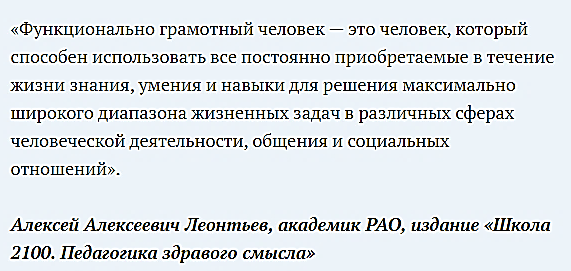 «Функционально грамотный человек — это человек, который
способен использовать все постоянно приобретаемые в течение
жизни знания, умения и навыки для решения максимально
широкого диапазона жизненных задач в различных сферах
человеческой деятельности, общения и социальных
отношений».
Алексей Алексеевич Леонтьев, академик РАО, издание «Школа
2100. Педагогика здравого смысла»